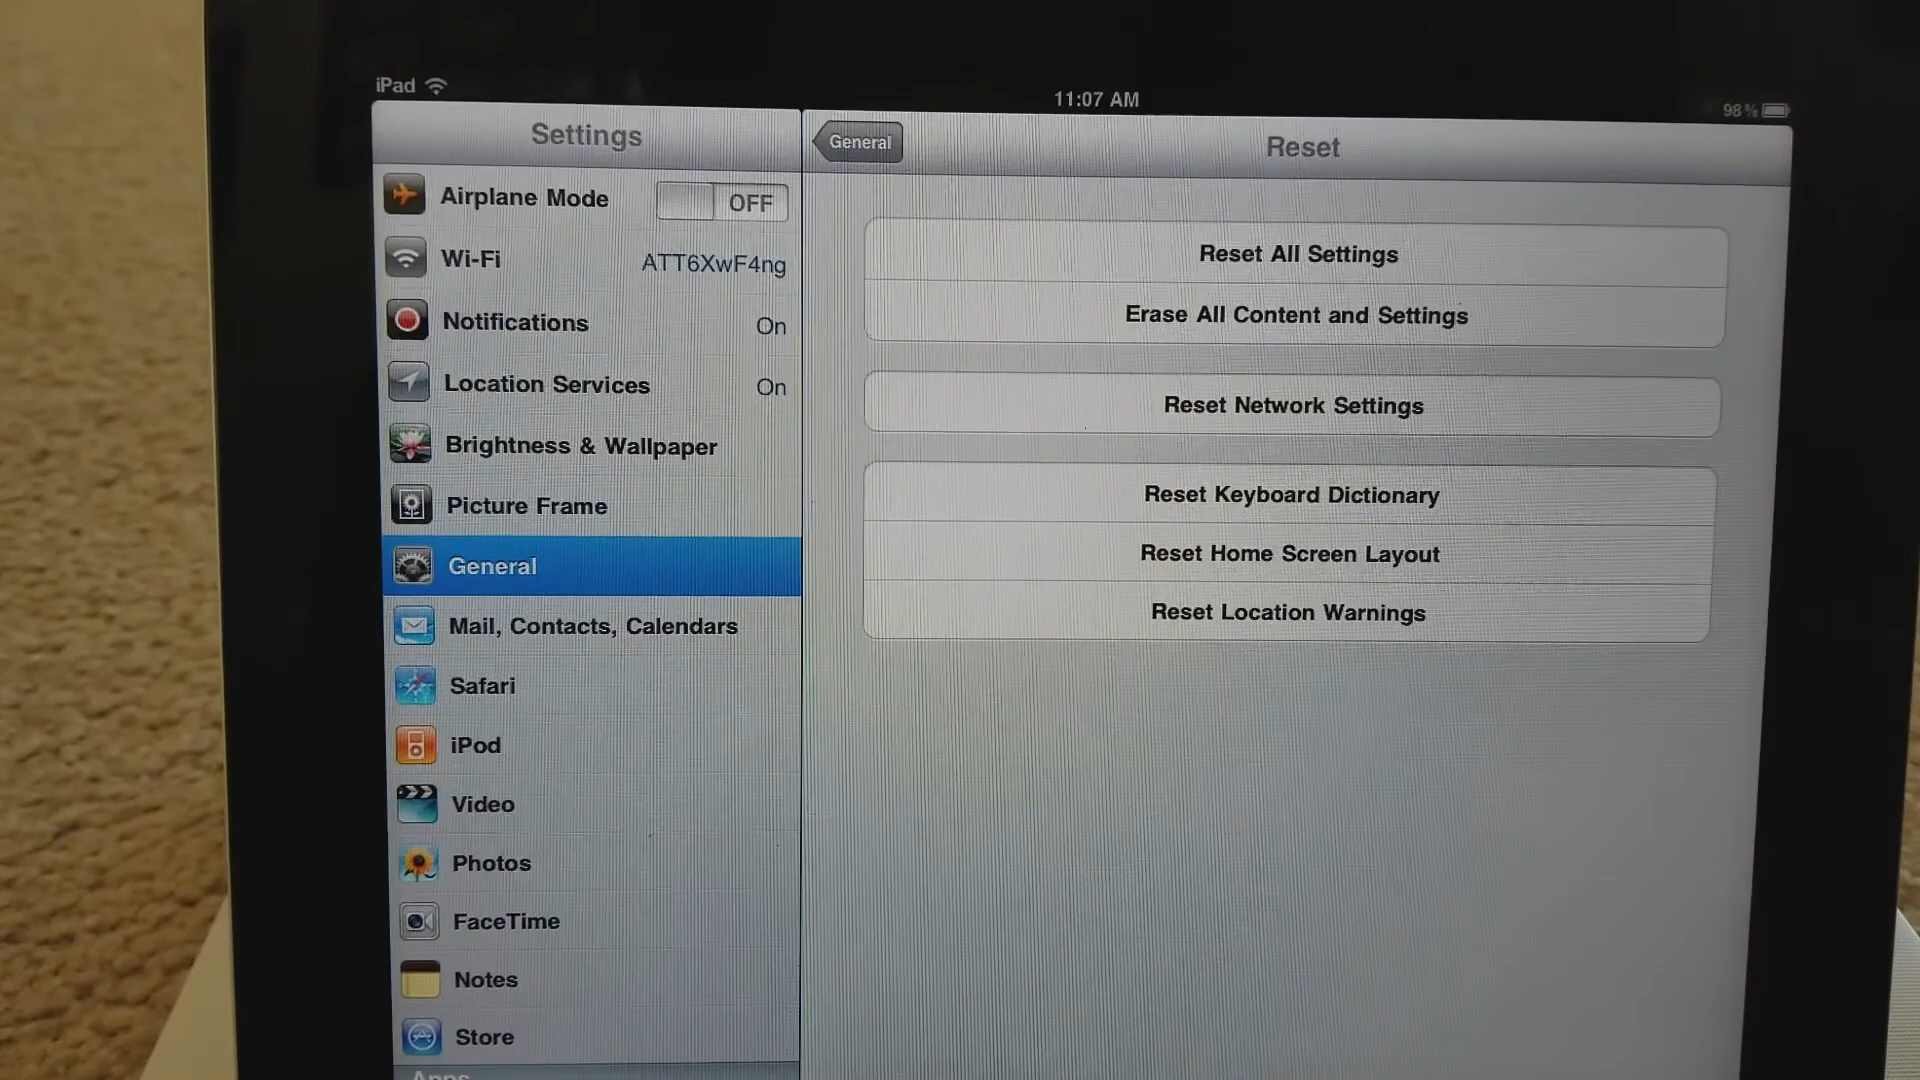 iPad
11:07 AM
98%
Settings
Airplane Mode OFF
Wi-Fi ATT6XwF4ng
Notifications On
Location Services On
Brightness & Wallpaper
Picture Frame
General
Mail, Contacts, Calendars
Safari
iPod
Video
Photos
FaceTime
Notes
Store
Apps
General
Reset
Reset All Settings
Erase All Content and Settings
Reset Network Settings
Reset Keyboard Dictionary
Reset Home Screen Layout
Reset Location Warnings